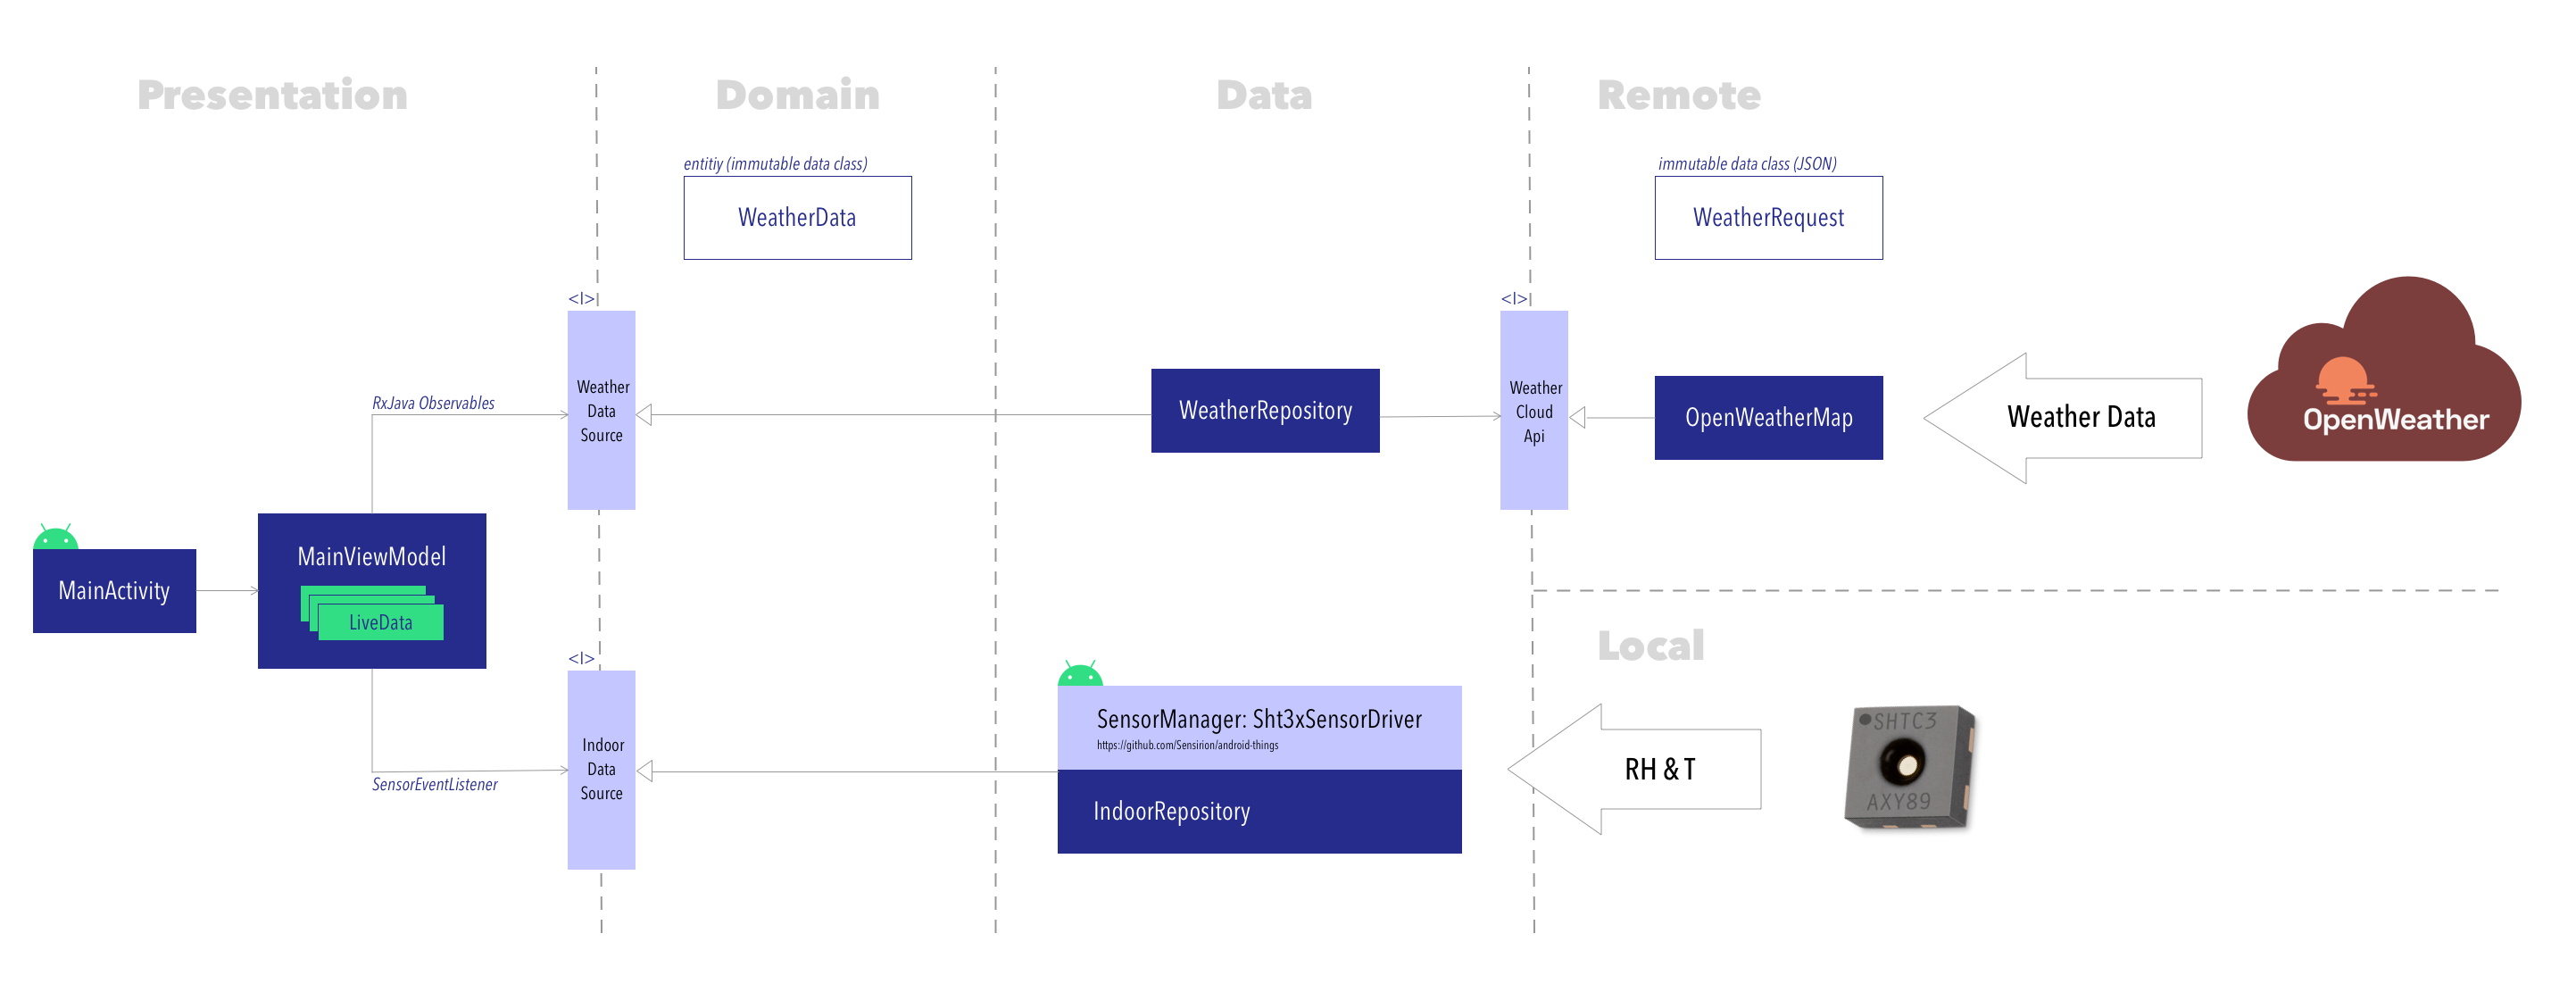 Presentation
Domain
Data
Remote
entitiy (immutable data class)
WeatherData
immutable data class (JSON)
WeatherRequest
<I>
<I>
Weather
Data
Source
RxJava Observables
WeatherRepository
Weather
Cloud
Api
OpenWeatherMap
Weather Data
OpenWeather
MainActivity
MainViewModel
LiveData
<I>
Indoor
Data
Source
SensorEventListener
SensorManager: Sht3xSensorDriver
https://github.com/Sensirion/android-things
IndoorRepository
Local
RH & T
SHTC3
AXY89